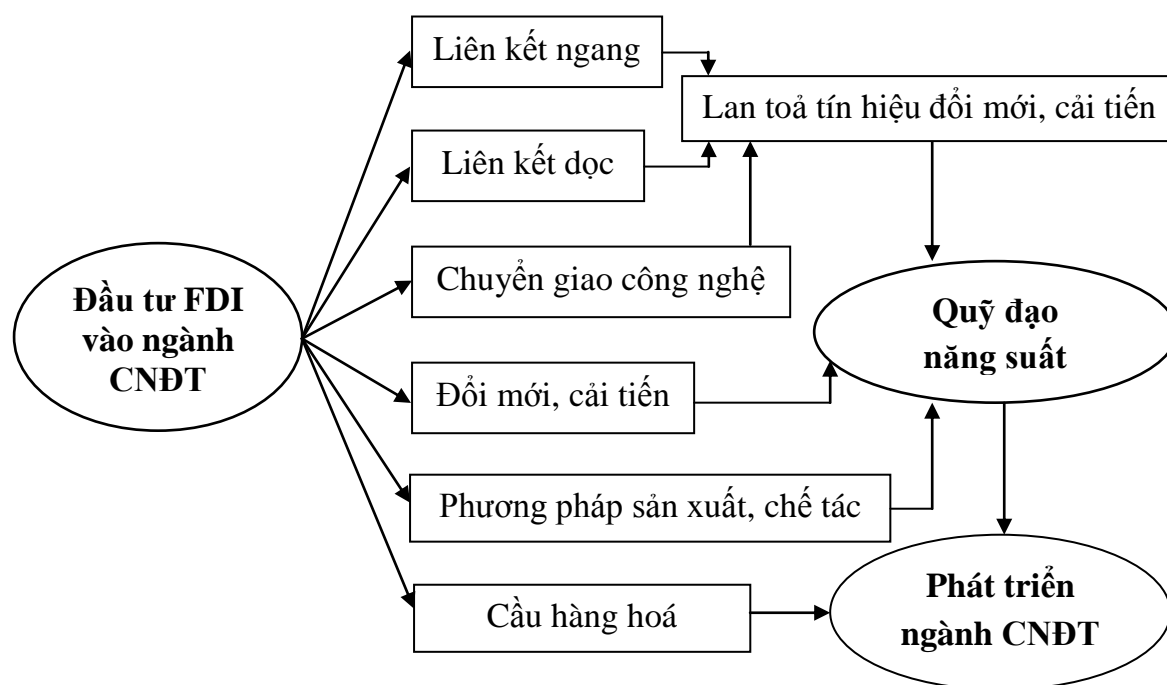 Liên kết ngang
Lan toả tín hiệu đổi mới, cải tiến
Liên kết dọc
Chuyển giao công nghệ
Đầu tư FDI
vào ngành
CNĐT
Quỹ đạo
năng suất
Đổi mới, cải tiến
Phương pháp sản xuất, chế tác
Cầu hàng hoá
Phát triển
ngành CNĐT